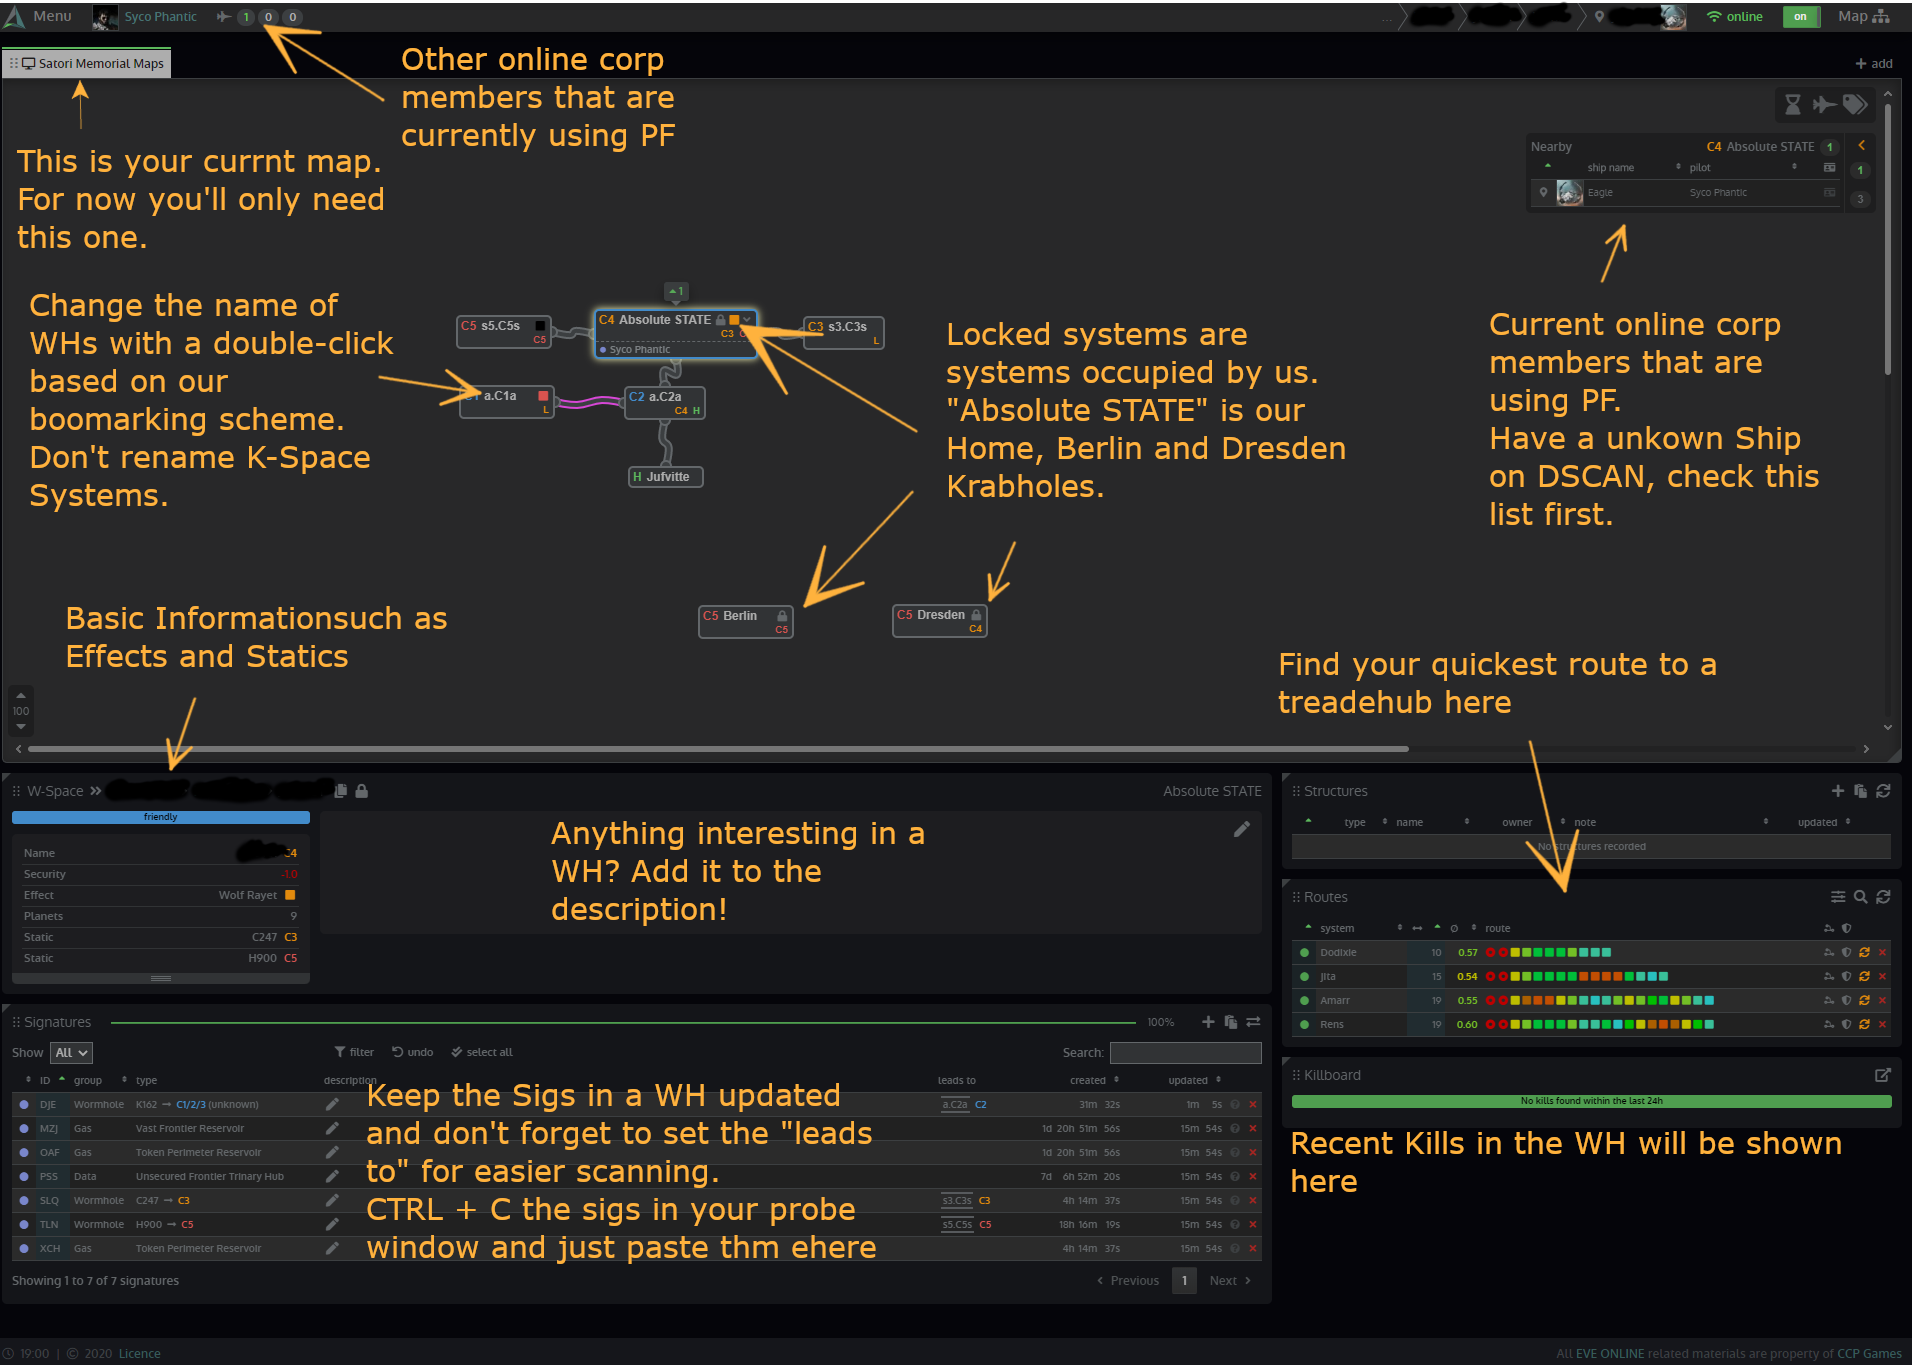 Menu Syco Phantic 1 0 0 ... online on Map
Satori Memorial Maps
+ add
Other online corp
members that are
currently using PF
This is your currnt map.
For now you'll only need
this one.
Nearby C4 Absolute STATE 1
ship name pilot 1
Eagle Syco Phantic 3
Change the name of
WHs with a double-click
based on our
boomarking scheme.
Don't rename K-Space
Systems.
1
C5 s5.C5s
C5
C4 Absolute STATE
C3
Syco Phantic
C3 s3.C3s
L
a.C1a
L
C2 a.C2a
C4 H
H Jufvitte
Locked systems are
systems occupied by us.
"Absolute STATE" is our
Home, Berlin and Dresden
Krabholes.
Current online corp
members that are
using PF.
Have a unkown Ship
on DSCAN, check this
list first.
C5 Berlin
C5
C5 Dresden
C4
Basic Informationsuch as
Effects and Statics
Find your quickest route to a
treadehub here
100
W-Space Absolute STATE
friendly
Name C4
Security -1.0
Effect Wolf Rayet
Planets 9
Static C247 C3
Static H900 C5
Anything interesting in a
WH? Add it to the
description!
Structures
type name owner note updated
No structures recorded
Routes
system Ø route
Dodixie 10 0.57
Jita 15 0.54
Amarr 19 0.55
Rens 19 0.60
Signatures 100%
Show All filter undo select all Search:
ID group type description leads to created updated
DJE Wormhole K162 → C1/2/3 (unknown) a.C2a C2 31m 32s 1m 5s
MZJ Gas Vast Frontier Reservoir 1d 20h 51m 56s 15m 54s
OAF Gas Token Perimeter Reservoir 1d 20h 51m 56s 15m 54s
PSS Data Unsecured Frontier Trinary Hub 7d 6h 52m 20s 15m 54s
SLQ Wormhole C247 → C3 s3.C3s C3 4h 14m 37s 15m 54s
TLN Wormhole H900 → C5 s5.C5s C5 18h 16m 19s 15m 54s
XCH Gas Token Perimeter Reservoir 4h 14m 37s 15m 54s
Showing 1 to 7 of 7 signatures Previous 1 Next
Keep the Sigs in a WH updated
and don't forget to set the "leads
to" for easier scanning.
CTRL + C the sigs in your probe
window and just paste thm ehere
Killboard
No kills found within the last 24h
Recent Kills in the WH will be shown
here
19:00 | © 2020 Licence
All EVE ONLINE related materials are property of CCP Games